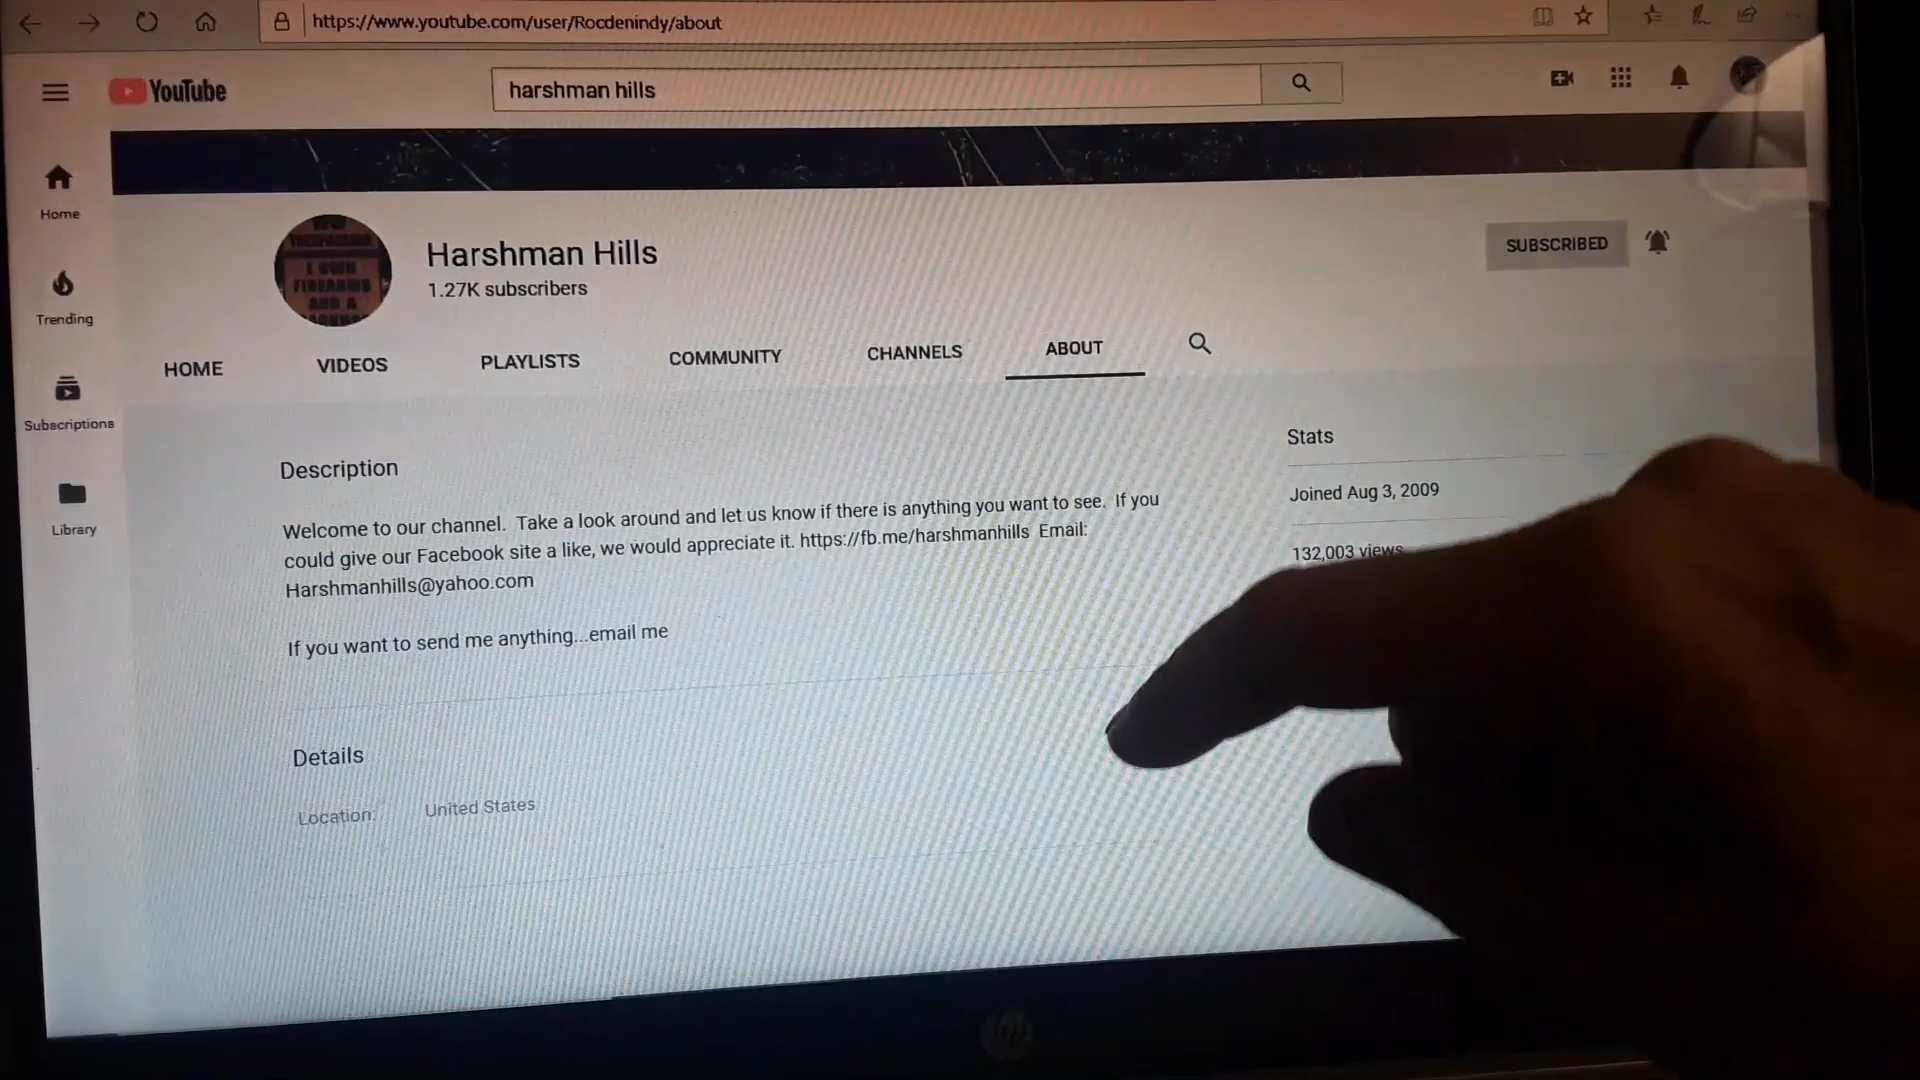 https://www.youtube.com/user/Rocdenindy/about
YouTube
harshman hills
Home
Trending
Subscriptions
Library
I OWN
FIREARMS
AND A
Harshman Hills
1.27K subscribers
SUBSCRIBED
HOME VIDEOS PLAYLISTS COMMUNITY CHANNELS ABOUT
Description
Welcome to our channel. Take a look around and let us know if there is anything you want to see. If you
could give our Facebook site a like, we would appreciate it. https://fb.me/harshmanhills Email:
Harshmanhills@yahoo.com
If you want to send me anything...email me
Details
Location: United States
Stats
Joined Aug 3, 2009
132,003 views
hp